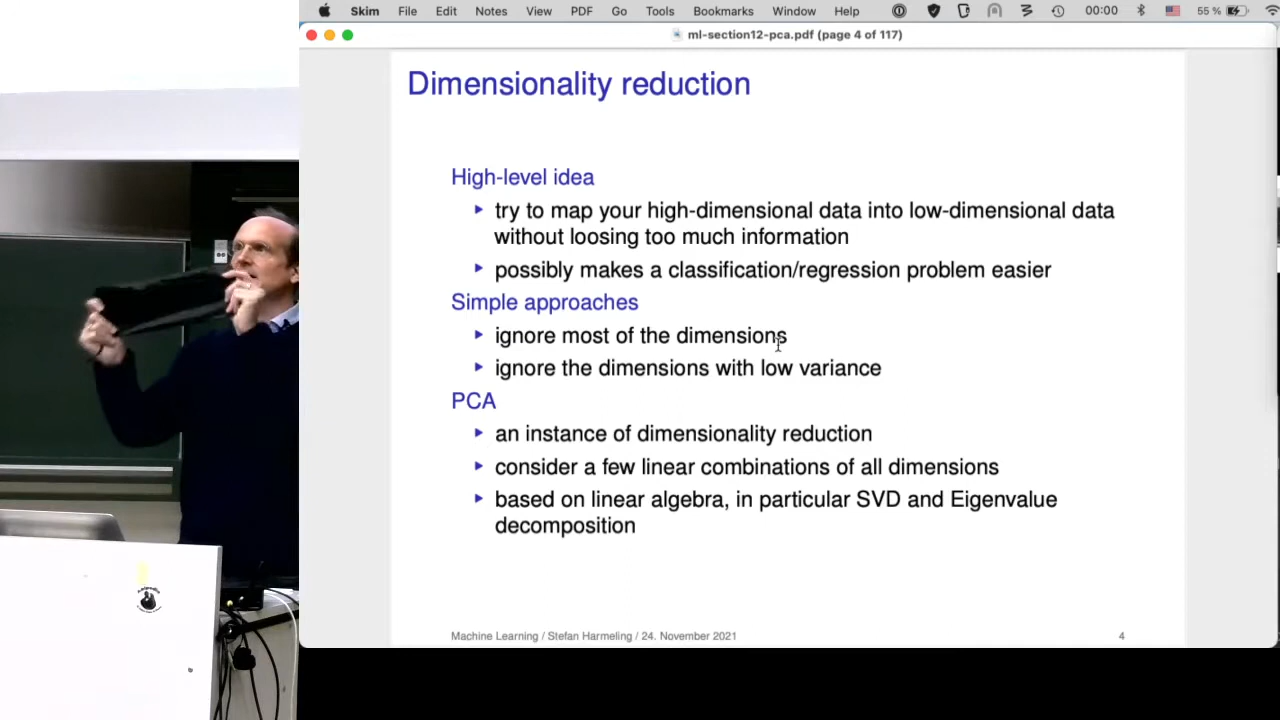 Skim File Edit Notes View PDF Go Tools Bookmarks Window Help 00:00 55 %
ml-section12-pca.pdf (page 4 of 117)
Dimensionality reduction
High-level idea
try to map your high-dimensional data into low-dimensional data
without loosing too much information
possibly makes a classification/regression problem easier
Simple approaches
ignore most of the dimensions
ignore the dimensions with low variance
PCA
an instance of dimensionality reduction
consider a few linear combinations of all dimensions
based on linear algebra, in particular SVD and Eigenvalue
decomposition
Machine Learning / Stefan Harmeling / 24. November 2021 4